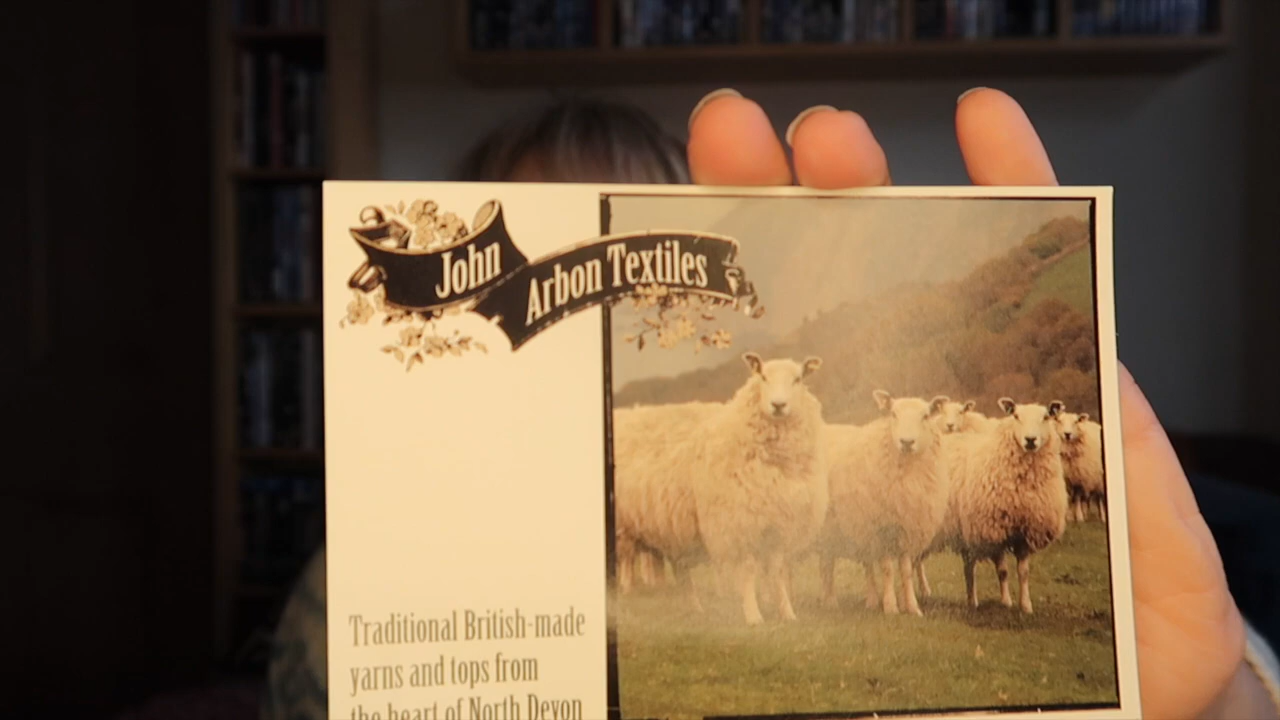 John
Arbon Textiles
Traditional British-made
yarns and tops from
the heart of North Devon